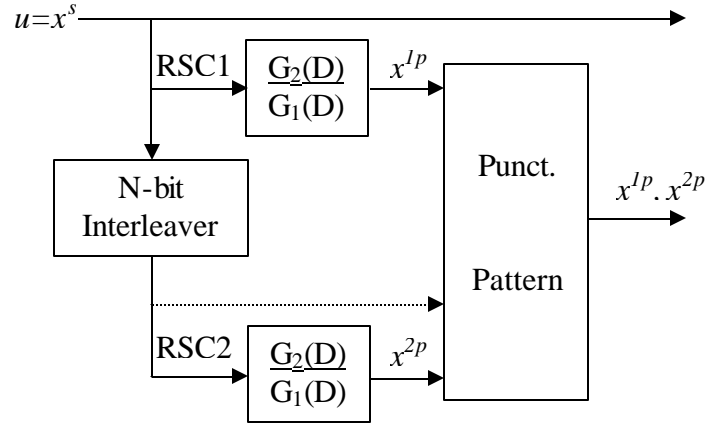 u=x^s
RSC1
G₂(D)
G₁(D)
x^{1p}
Punct.
Pattern
N-bit
Interleaver
x^{1p}. x^{2p}
RSC2
G₂(D)
G₁(D)
x^{2p}